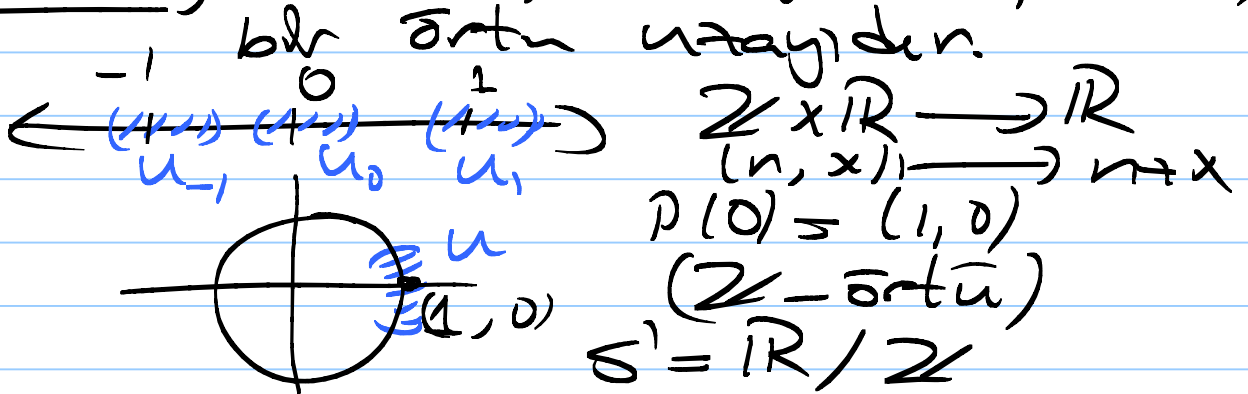 bir örtü uzayıdır.
-1 0 1
U₋₁ U₀ U₁
ℤ × ℝ ⟶ ℝ
(n, x) ⟼ n+x
p(0) = (1, 0)
U
(1, 0)
(ℤ - örtü)
S¹ = ℝ / ℤ